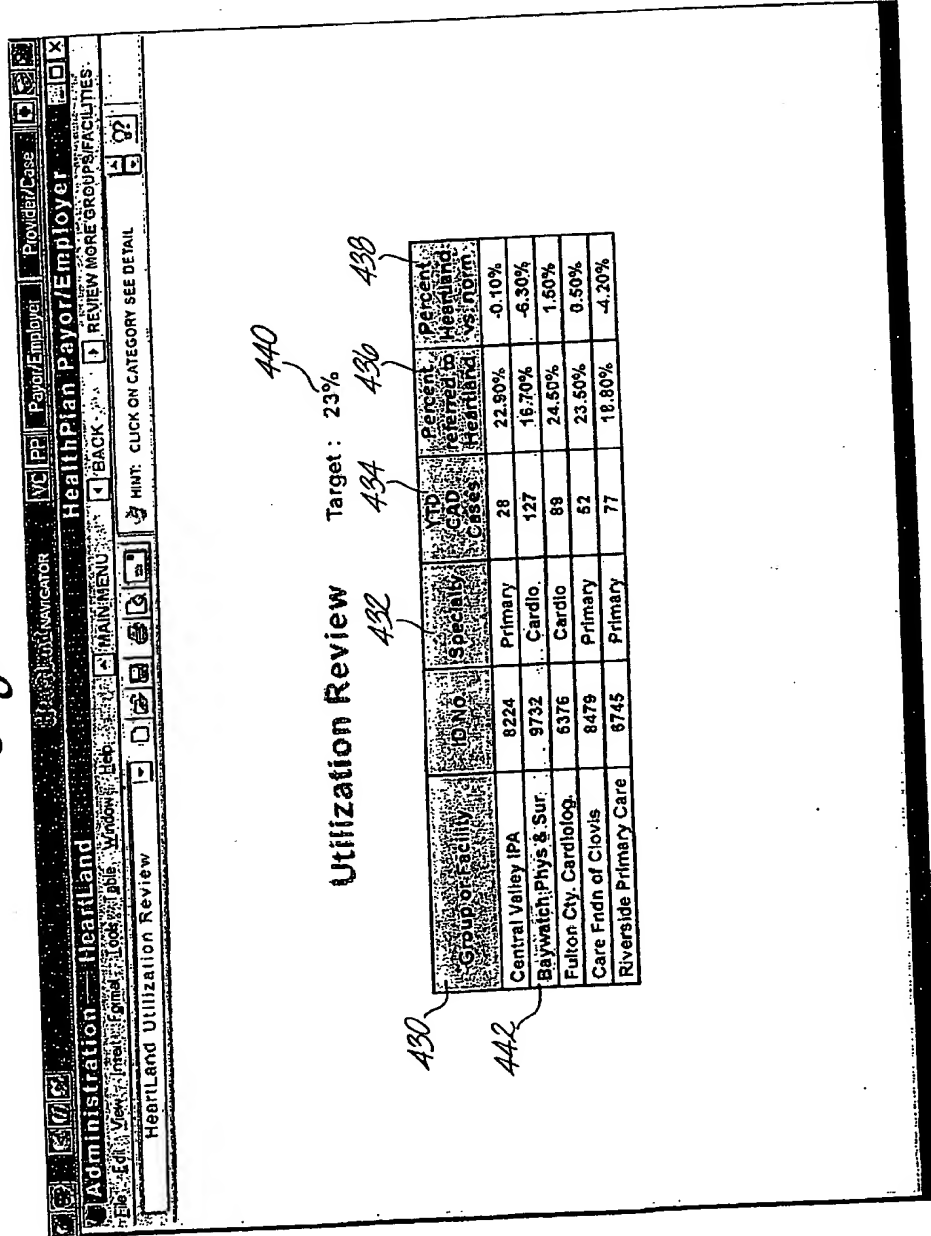 NAVIGATOR VC PP Payor/Employer Provider/Case
Administration HeartLand HealthPlan Payor/Employer
File Edit View Insert Format Tools Table Window Help MAIN MENU BACK REVIEW MORE GROUPS/FACILITIES
HeartLand Utilization Review HINT: CLICK ON CATEGORY SEE DETAIL
440
Utilization Review Target : 23%
430 432 434 436 438
Group or Facility ID No. Specialty YTD CAD Cases Percent referred to Heartland Percent Heartland vs. norm
Central Valley IPA 8224 Primary 28 22.90% -0.10%
442
Baywatch Phys & Sur. 9732 Cardio 127 16.70% -6.30%
Fulton Cty. Cardiolog. 6376 Cardio 89 24.50% 1.50%
Care Fndn of Clovis 8479 Primary 52 23.50% 0.50%
Riverside Primary Care 6745 Primary 77 18.80% -4.20%